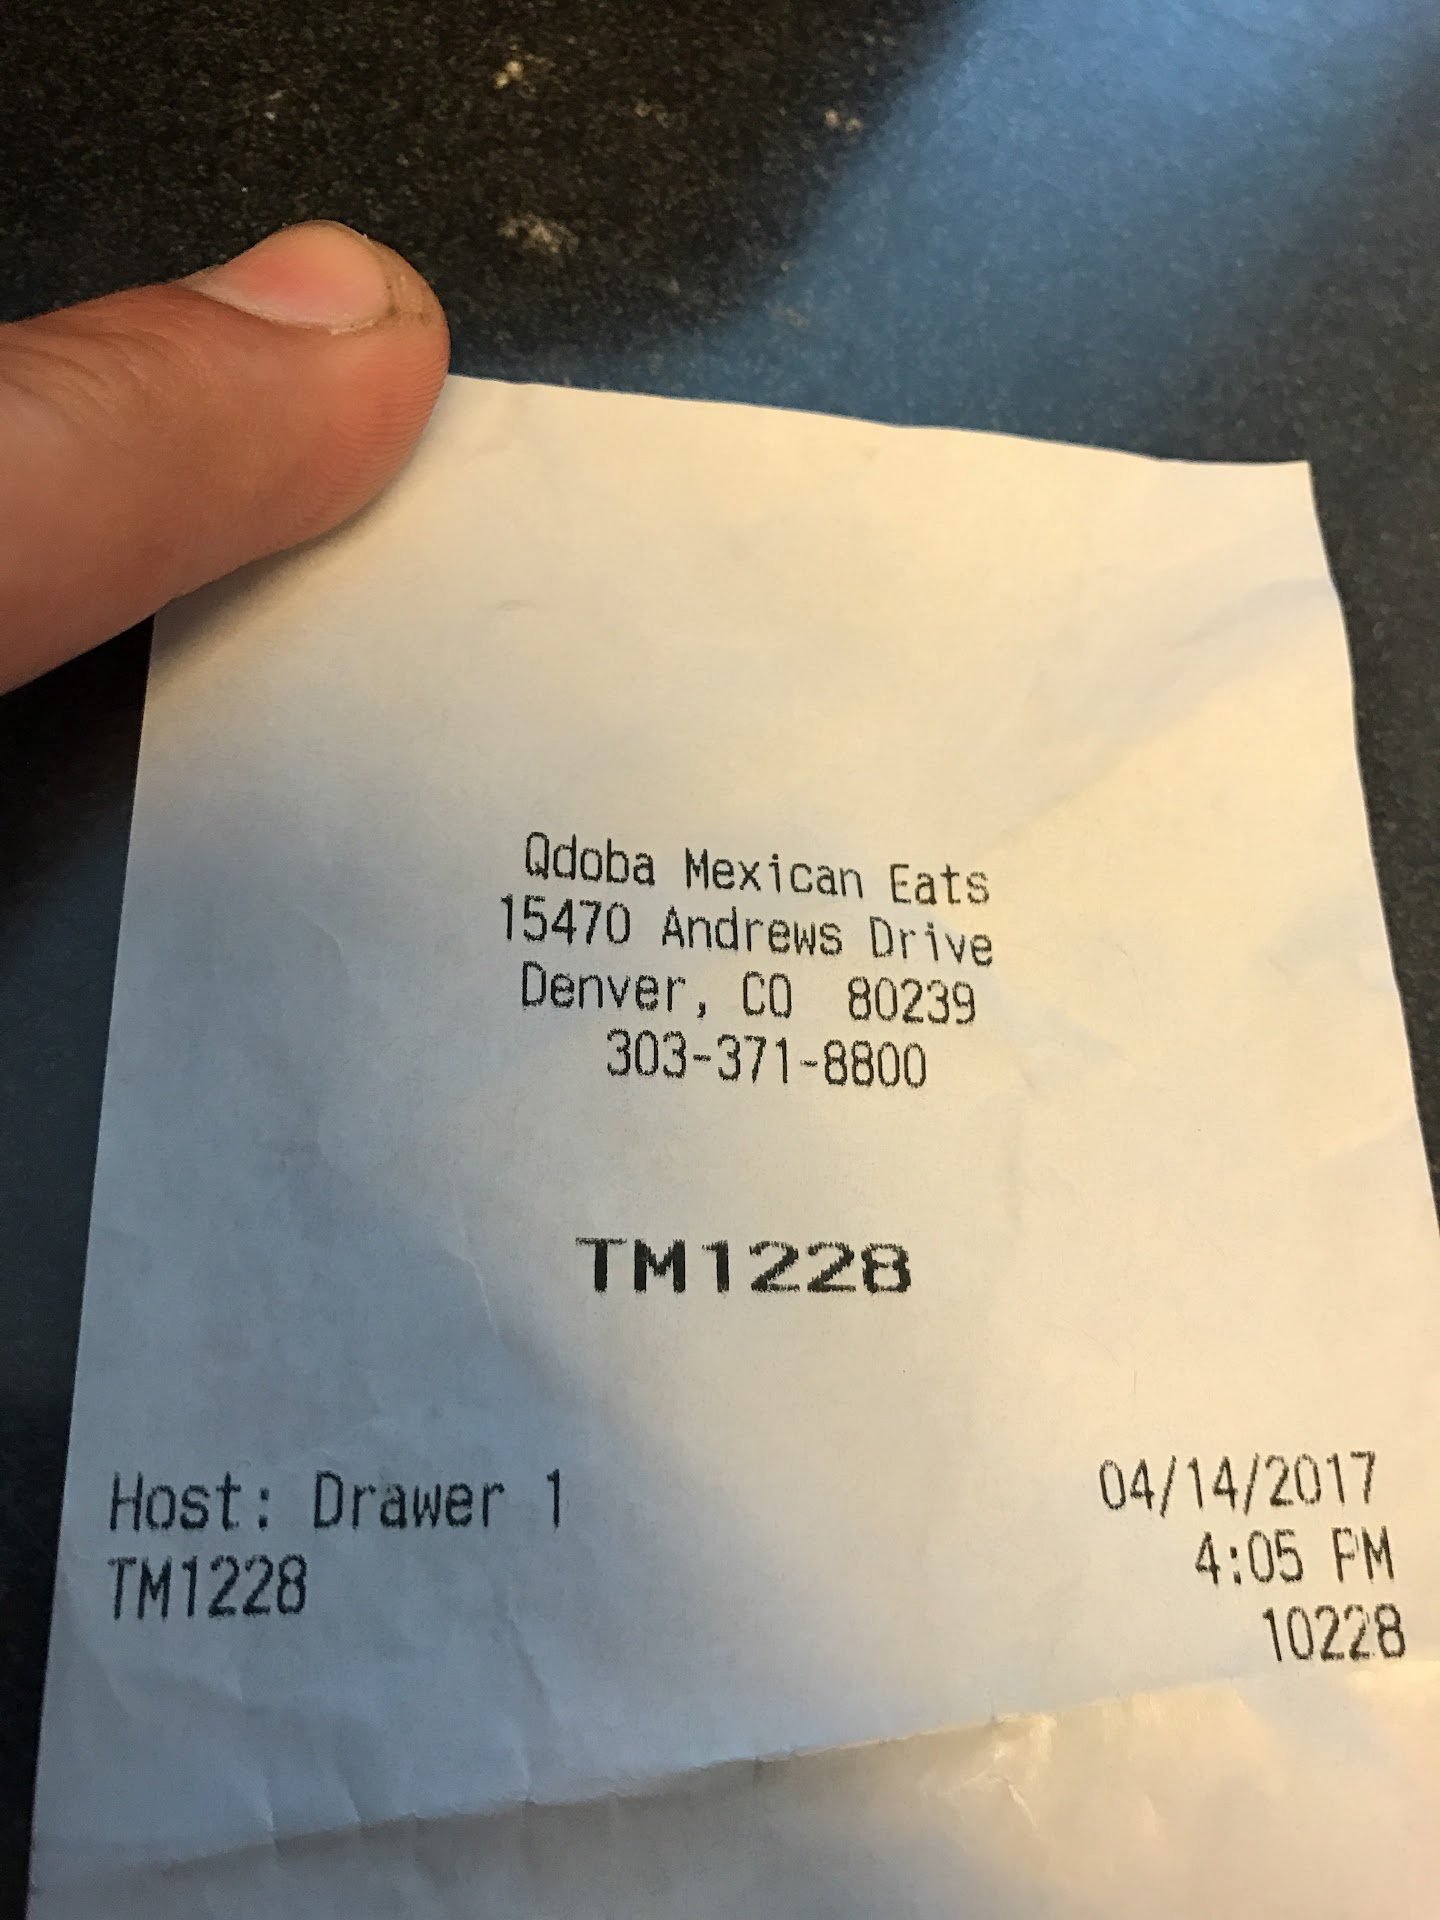 Qdoba Mexican Eats
15470 Andrews Drive
Denver, CO  80239
303-371-8800
TM1228
Host: Drawer 1
04/14/2017
TM1228
4:05 PM
10228